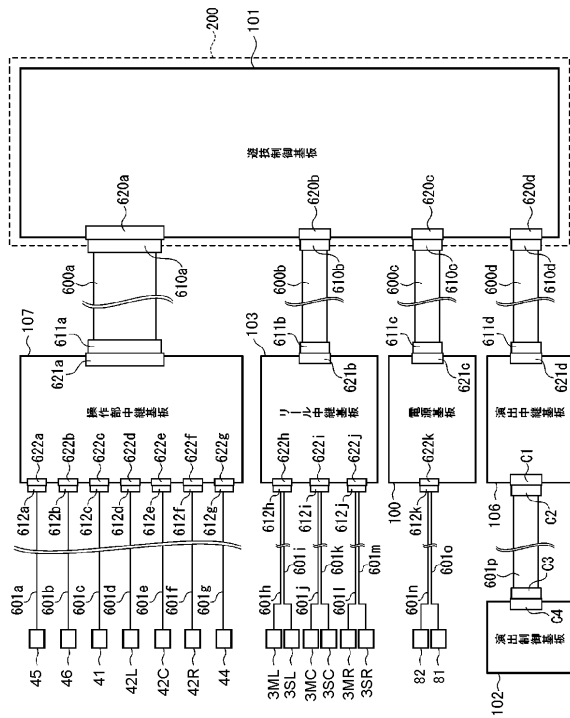 200
101
遊技制御基板
620a
620b
620c
620d
610a
610b
610c
610d
600a
600b
600c
600d
611a
611b
611c
611d
107
103
621a
621b
621c
621d
操作部中継基板
リール中継基板
電源基板
演出中継基板
622a
622b
622c
622d
622e
622f
622g
622h
622i
622j
622k
C1
100
106
612a
612b
612c
612d
612e
612f
612g
612h
612i
612j
612k
C2
601a
601b
601c
601d
601e
601f
601g
601h
601i
601j
601k
601l
601m
601n
601o
601p
C3
C4
演出制御基板
102
45
46
41
42L
42C
42R
44
3ML
3SL
3MC
3SC
3MR
3SR
82
81